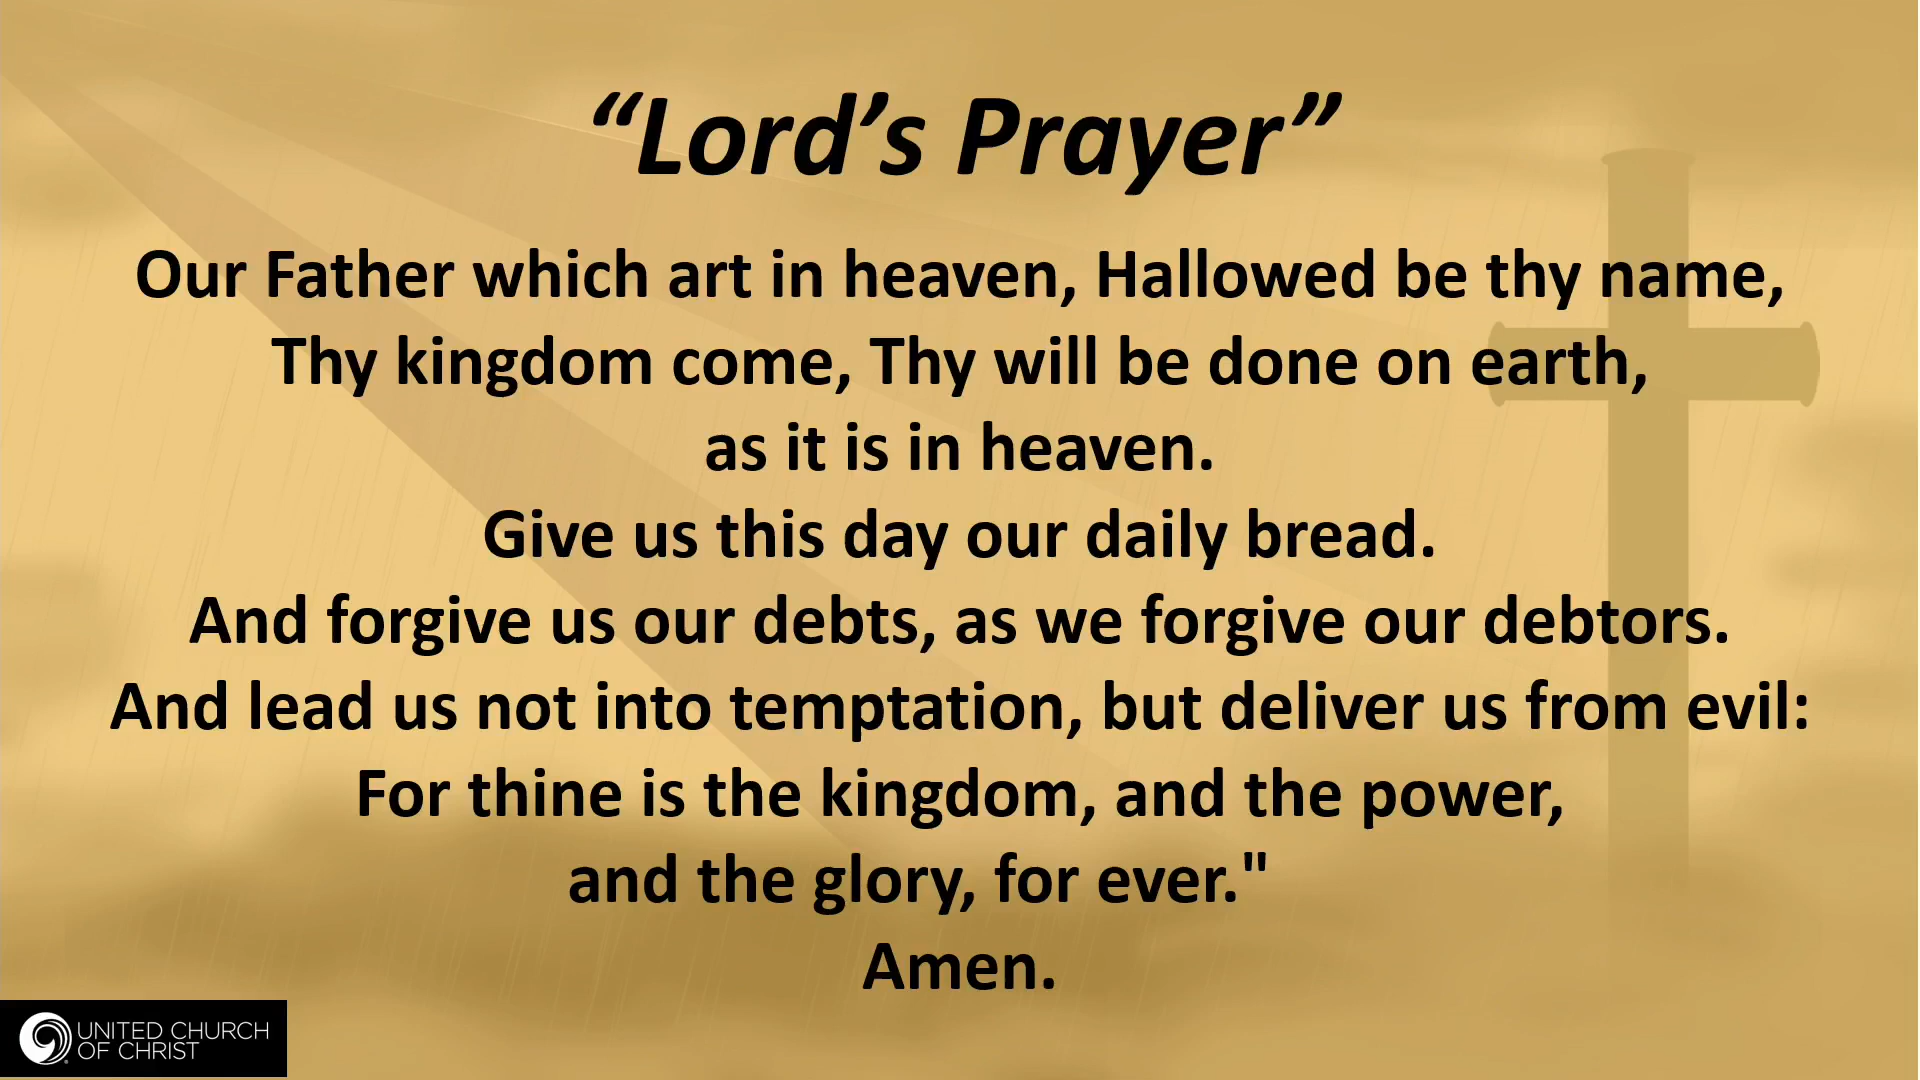 “Lord’s Prayer”
Our Father which art in heaven, Hallowed be thy name,
Thy kingdom come, Thy will be done on earth,
as it is in heaven.
Give us this day our daily bread.
And forgive us our debts, as we forgive our debtors.
And lead us not into temptation, but deliver us from evil:
For thine is the kingdom, and the power,
and the glory, for ever."
Amen.
UNITED CHURCH
OF CHRIST